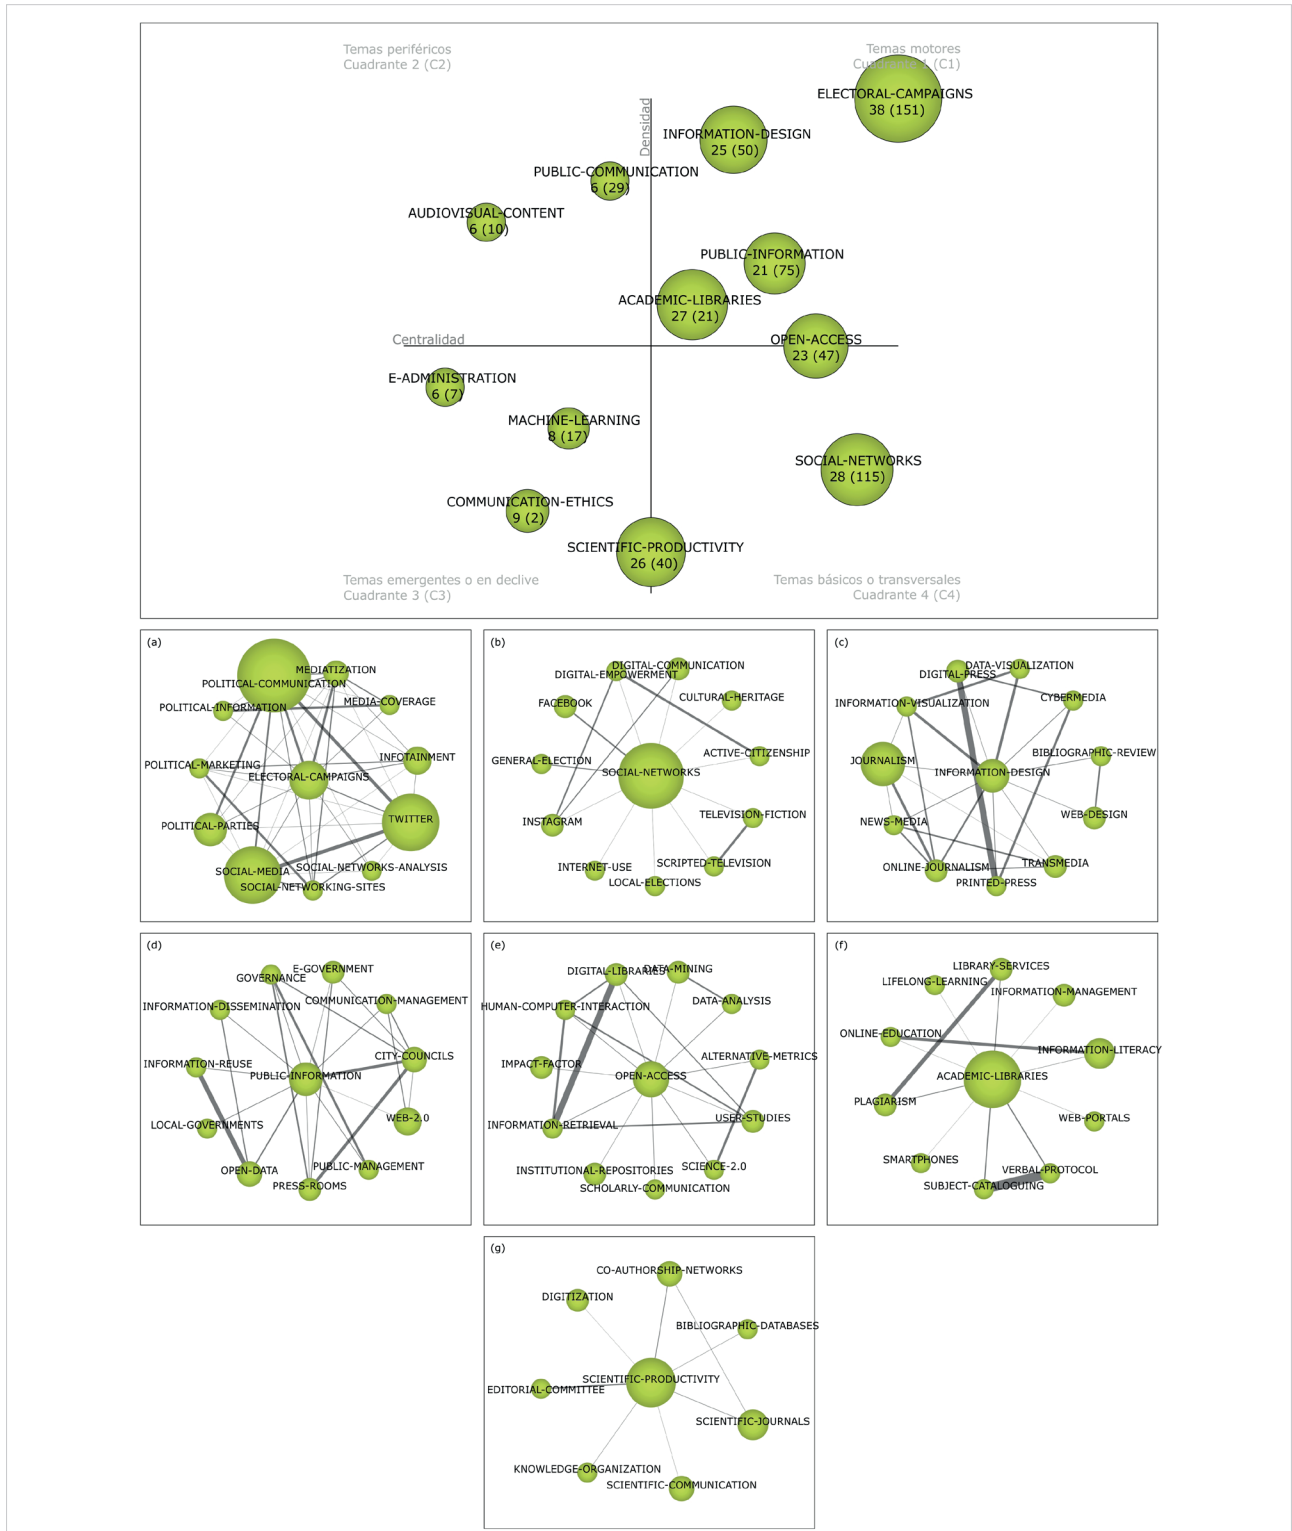 Temas periféricos
Cuadrante 2 (C2)
Temas motores
Cuadrante 1 (C1)
ELECTORAL-CAMPAIGNS
38 (151)
Densidad
INFORMATION-DESIGN
25 (50)
PUBLIC-COMMUNICATION
6 (29)
AUDIOVISUAL-CONTENT
6 (10)
PUBLIC-INFORMATION
21 (75)
ACADEMIC-LIBRARIES
27 (21)
Centralidad
OPEN-ACCESS
23 (47)
E-ADMINISTRATION
6 (7)
MACHINE-LEARNING
8 (17)
SOCIAL-NETWORKS
28 (115)
COMMUNICATION-ETHICS
9 (2)
SCIENTIFIC-PRODUCTIVITY
26 (40)
Temas emergentes o en declive
Cuadrante 3 (C3)
Temas básicos o transversales
Cuadrante 4 (C4)
(a)
MEDIATIZATION
POLITICAL-COMMUNICATION
MEDIA-COVERAGE
POLITICAL-INFORMATION
INFOTAINMENT
POLITICAL-MARKETING
ELECTORAL-CAMPAIGNS
TWITTER
POLITICAL-PARTIES
SOCIAL-NETWORKS-ANALYSIS
SOCIAL-MEDIA
SOCIAL-NETWORKING-SITES
(b)
DIGITAL-COMMUNICATION
DIGITAL-EMPOWERMENT
CULTURAL-HERITAGE
FACEBOOK
ACTIVE-CITIZENSHIP
GENERAL-ELECTION
SOCIAL-NETWORKS
TELEVISION-FICTION
INSTAGRAM
SCRIPTED-TELEVISION
INTERNET-USE
LOCAL-ELECTIONS
(c)
DATA-VISUALIZATION
DIGITAL-PRESS
CYBERMEDIA
INFORMATION-VISUALIZATION
BIBLIOGRAPHIC-REVIEW
JOURNALISM
INFORMATION-DESIGN
WEB-DESIGN
NEWS-MEDIA
TRANSMEDIA
ONLINE-JOURNALISM
PRINTED-PRESS
(d)
E-GOVERNMENT
GOVERNANCE
COMMUNICATION-MANAGEMENT
INFORMATION-DISSEMINATION
CITY-COUNCILS
INFORMATION-REUSE
PUBLIC-INFORMATION
WEB-2.0
LOCAL-GOVERNMENTS
PUBLIC-MANAGEMENT
OPEN-DATA
PRESS-ROOMS
(e)
DIGITAL-LIBRARIES
DATA-MINING
DATA-ANALYSIS
HUMAN-COMPUTER-INTERACTION
ALTERNATIVE-METRICS
IMPACT-FACTOR
OPEN-ACCESS
USER-STUDIES
INFORMATION-RETRIEVAL
SCIENCE-2.0
INSTITUTIONAL-REPOSITORIES
SCHOLARLY-COMMUNICATION
(f)
LIBRARY-SERVICES
LIFELONG-LEARNING
INFORMATION-MANAGEMENT
ONLINE-EDUCATION
INFORMATION-LITERACY
ACADEMIC-LIBRARIES
PLAGIARISM
WEB-PORTALS
SMARTPHONES
VERBAL-PROTOCOL
SUBJECT-CATALOGUING
(g)
CO-AUTHORSHIP-NETWORKS
DIGITIZATION
BIBLIOGRAPHIC-DATABASES
SCIENTIFIC-PRODUCTIVITY
EDITORIAL-COMMITTEE
SCIENTIFIC-JOURNALS
KNOWLEDGE-ORGANIZATION
SCIENTIFIC-COMMUNICATION